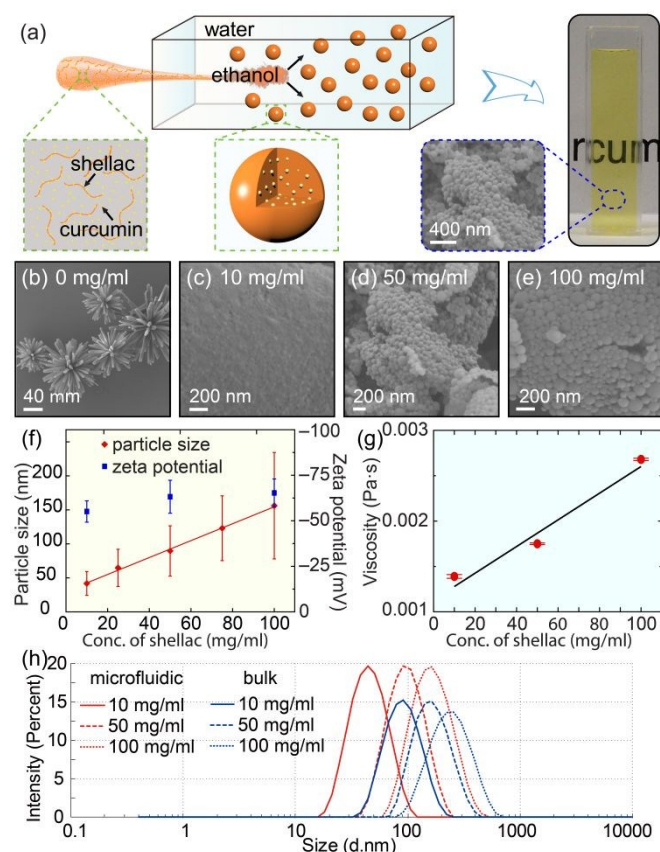 (a)
water
ethanol
shellac
curcumin
400 nm
rcum
(b) 0 mg/ml
40 mm
(c) 10 mg/ml
200 nm
(d) 50 mg/ml
200 nm
(e) 100 mg/ml
200 nm
(f)
particle size
zeta potential
Particle size (nm)
200
150
100
50
0
0 20 40 60 80 100
Conc. of shellac (mg/ml)
−100
−75
−50
−25
0
Zeta potential
(mV)
(g)
Viscosity (Pa·s)
0.003
0.002
0.001
0 20 40 60 80 100
Conc. of shellac (mg/ml)
(h)
Intensity (Percent)
20
15
10
5
0
microfluidic bulk
10 mg/ml 10 mg/ml
50 mg/ml 50 mg/ml
100 mg/ml 100 mg/ml
0.1 1 10 100 1000 10000
Size (d.nm)